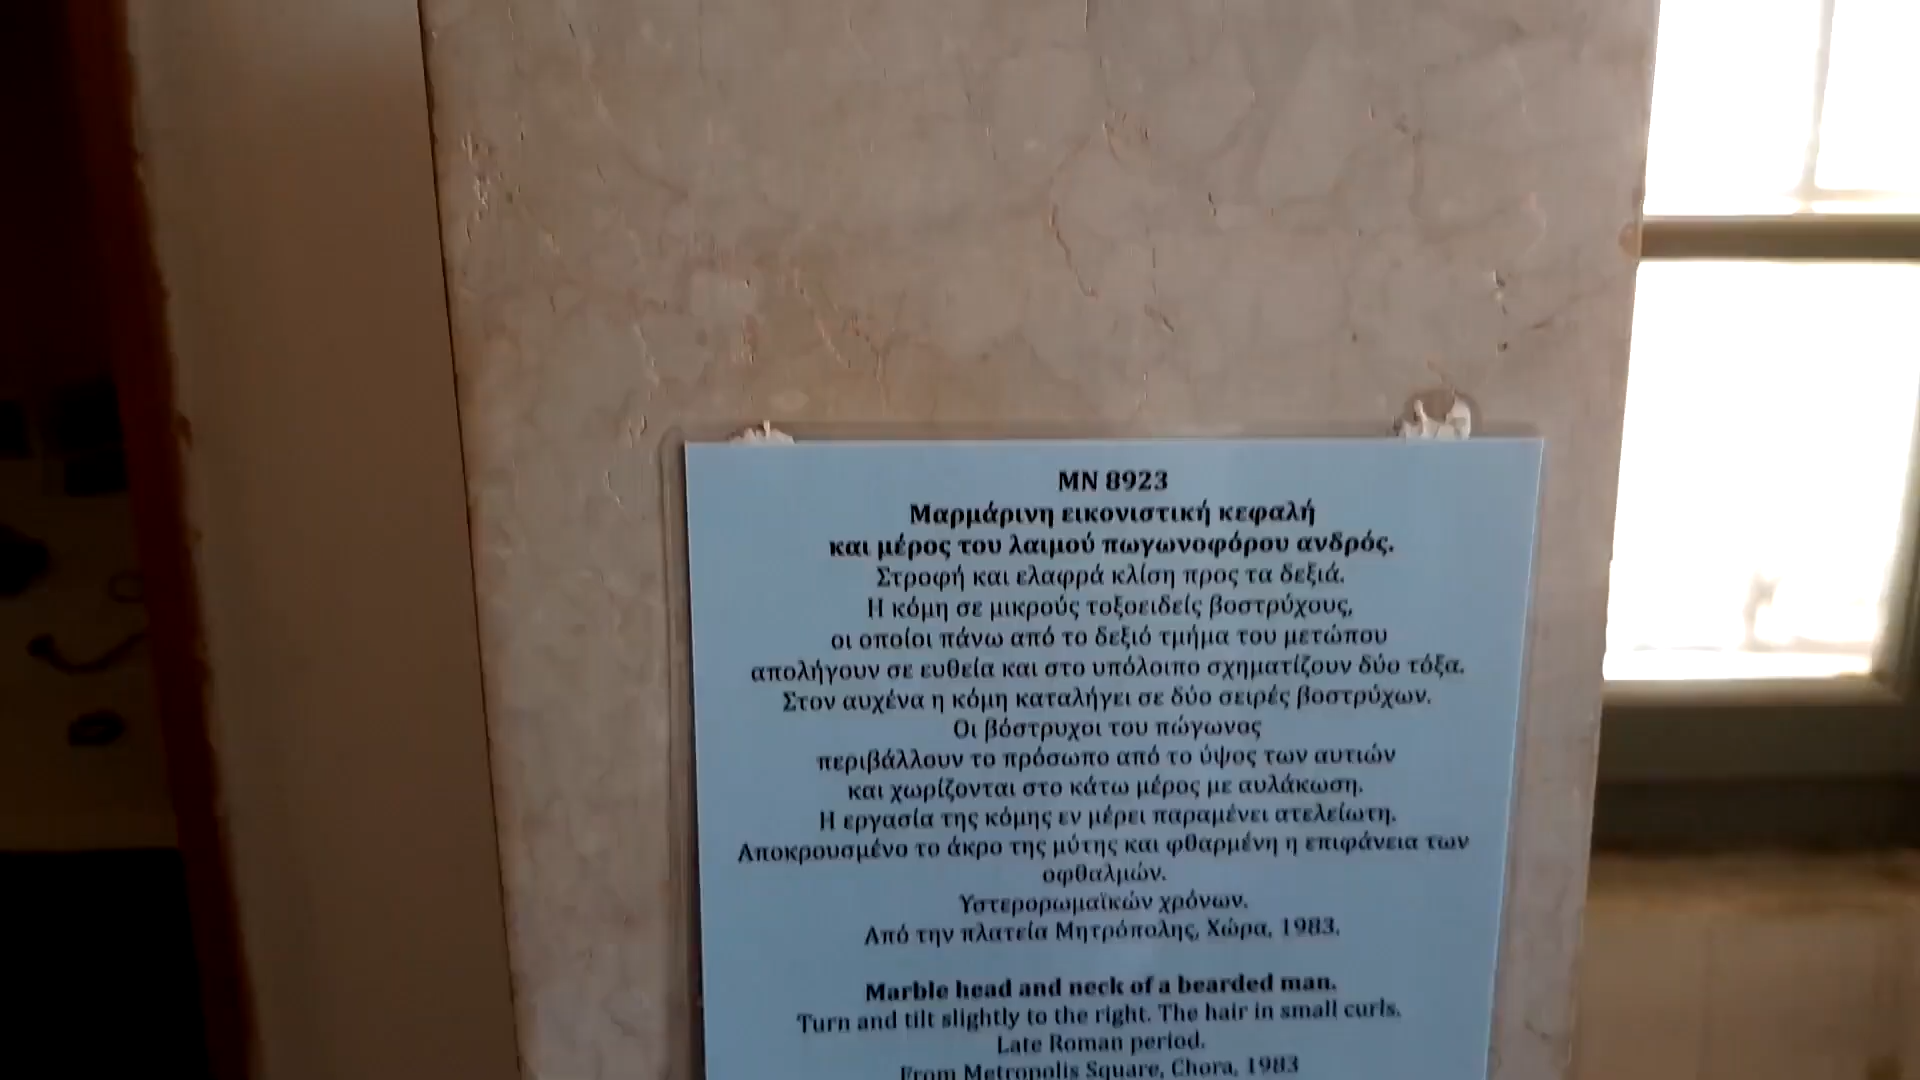 MN 8923
Μαρμάρινη εικονιστική κεφαλή
και μέρος του λαιμού πωγωνοφόρου ανδρός.
Στροφή και ελαφρά κλίση προς τα δεξιά.
Η κόμη σε μικρούς τοξοειδείς βοστρύχους,
οι οποίοι πάνω από το δεξιό τμήμα του μετώπου
απολήγουν σε ευθεία και στο υπόλοιπο σχηματίζουν δύο τόξα.
Στον αυχένα η κόμη καταλήγει σε δύο σειρές βοστρύχων.
Οι βόστρυχοι του πώγωνος
περιβάλλουν το πρόσωπο από το ύψος των αυτιών
και χωρίζονται στο κάτω μέρος με αυλάκωση.
Η εργασία της κόμης εν μέρει παραμένει ατελείωτη.
Αποκρουσμένο το άκρο της μύτης και φθαρμένη η επιφάνεια των
οφθαλμών.
Υστερορωμαϊκών χρόνων.
Από την πλατεία Μητρόπολης, Χώρα, 1983.
Marble head and neck of a bearded man.
Turn and tilt slightly to the right. The hair in small curls.
Late Roman period.
From Metropolis Square, Chora, 1983